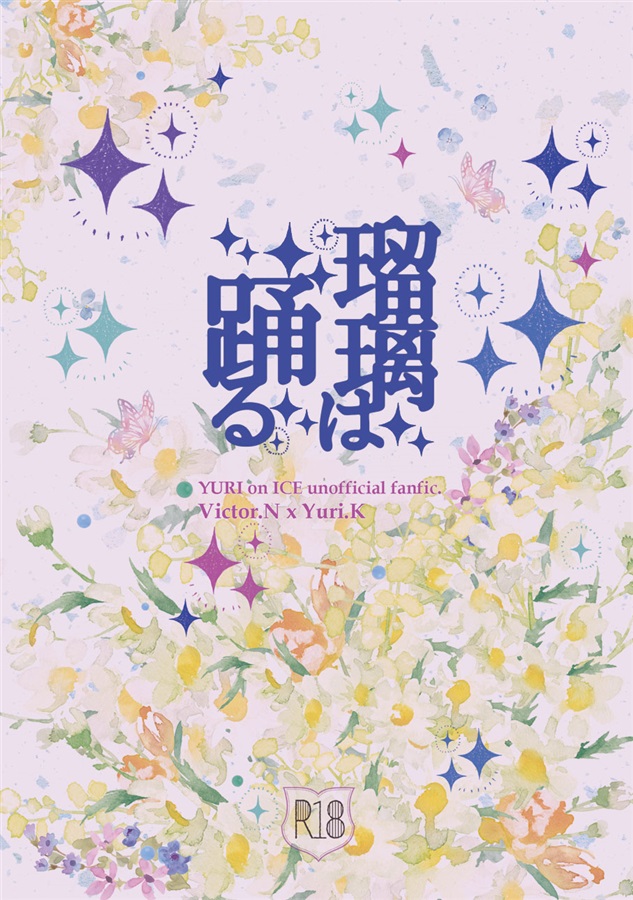 瑠璃は
踊る
YURI on ICE unofficial fanfic.
Victor.N x Yuri.K
R18